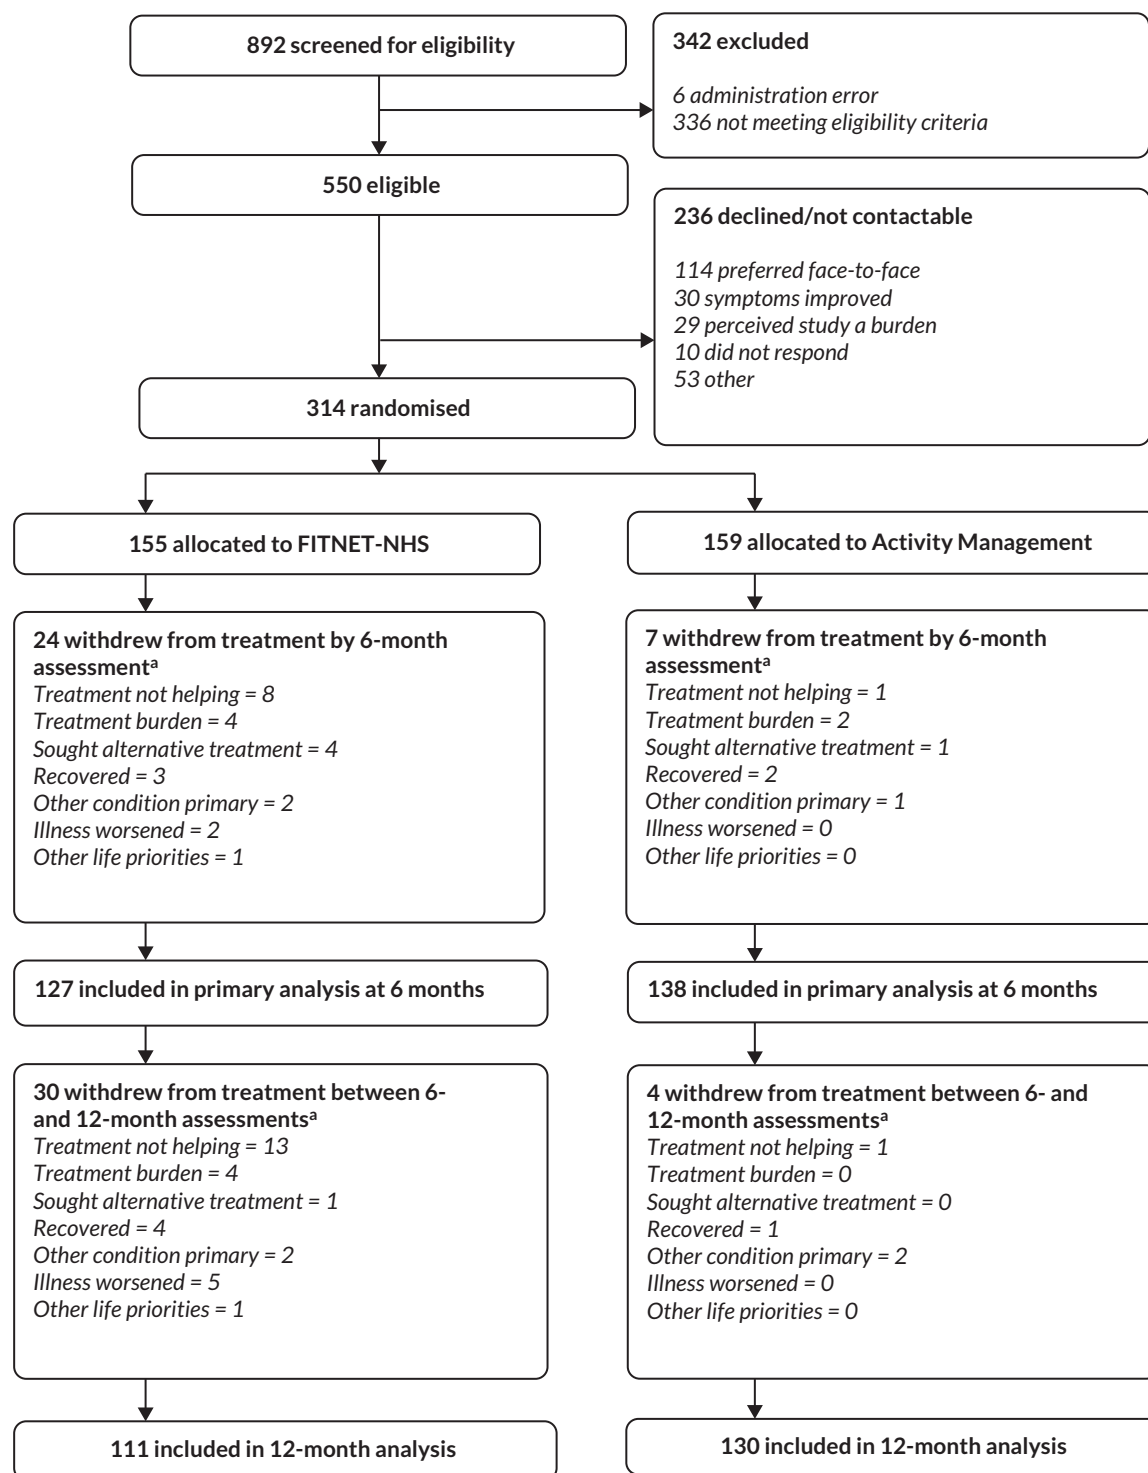 892 screened for eligibility
342 excluded
6 administration error
336 not meeting eligibility criteria
550 eligible
236 declined/not contactable
114 preferred face-to-face
30 symptoms improved
29 perceived study a burden
10 did not respond
53 other
314 randomised
155 allocated to FITNET-NHS
159 allocated to Activity Management
24 withdrew from treatment by 6-month
assessmentᵃ
Treatment not helping = 8
Treatment burden = 4
Sought alternative treatment = 4
Recovered = 3
Other condition primary = 2
Illness worsened = 2
Other life priorities = 1
7 withdrew from treatment by 6-month
assessmentᵃ
Treatment not helping = 1
Treatment burden = 2
Sought alternative treatment = 1
Recovered = 2
Other condition primary = 1
Illness worsened = 0
Other life priorities = 0
127 included in primary analysis at 6 months
138 included in primary analysis at 6 months
30 withdrew from treatment between 6-
and 12-month assessmentsᵃ
Treatment not helping = 13
Treatment burden = 4
Sought alternative treatment = 1
Recovered = 4
Other condition primary = 2
Illness worsened = 5
Other life priorities = 1
4 withdrew from treatment between 6- and
12-month assessmentsᵃ
Treatment not helping = 1
Treatment burden = 0
Sought alternative treatment = 0
Recovered = 1
Other condition primary = 2
Illness worsened = 0
Other life priorities = 0
111 included in 12-month analysis
130 included in 12-month analysis